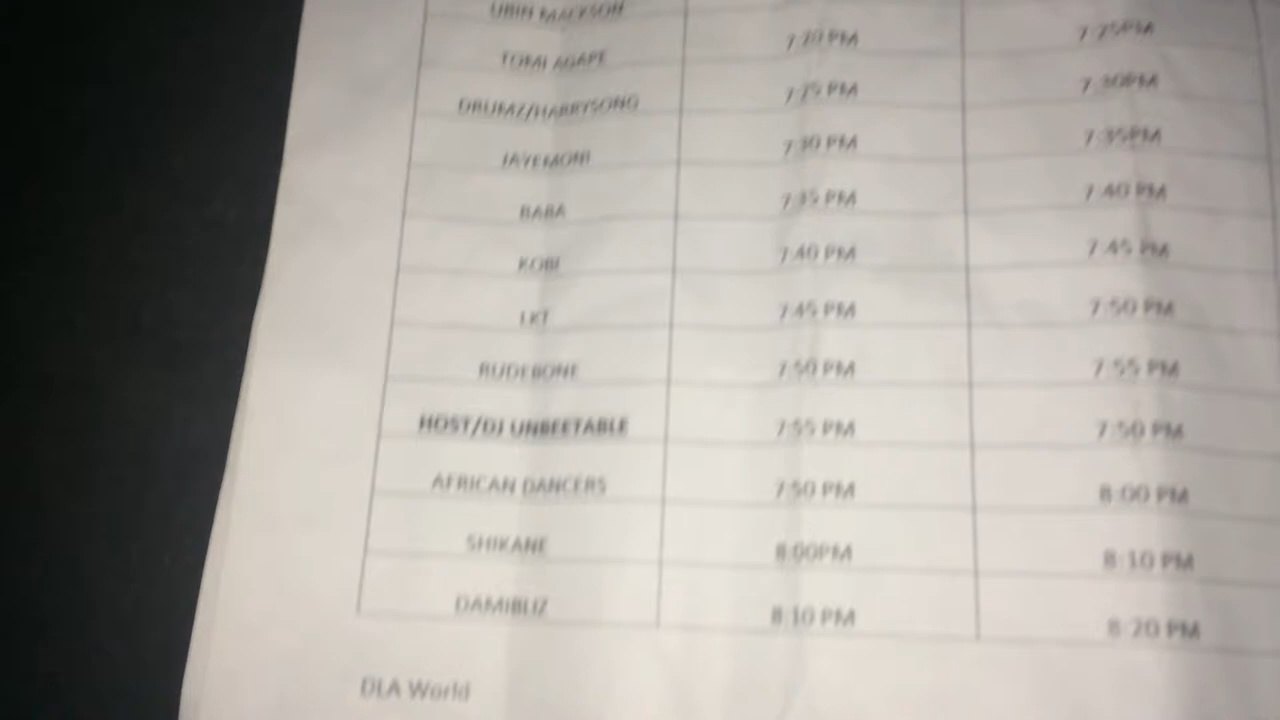 UBIN MACKSON
TOMI AGAPE 7:20 PM 7:25PM
DRUMZ/HARRYSONG 7:25 PM 7:30PM
JAYEMONI 7:30 PM 7:35PM
BABA 7:35 PM 7:40 PM
KOBI 7:40 PM 7:45 PM
LKT 7:45 PM 7:50 PM
RUDEBONE 7:50 PM 7:55 PM
HOST/DJ UNBEETABLE 7:55 PM 7:50 PM
AFRICAN DANCERS 7:50 PM 8:00 PM
SHIKANE 8:00PM 8:10 PM
DAMIBLIZ 8:10 PM 8:20 PM
DLA World